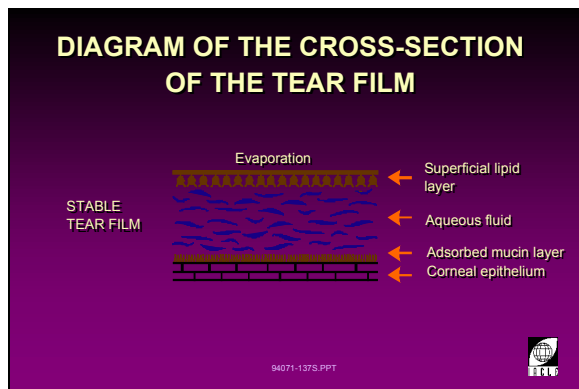 DIAGRAM OF THE CROSS-SECTION
OF THE TEAR FILM
Evaporation
Superficial lipid
layer
STABLE
TEAR FILM
Aqueous fluid
Adsorbed mucin layer
Corneal epithelium
94071-137S.PPT
IACLE